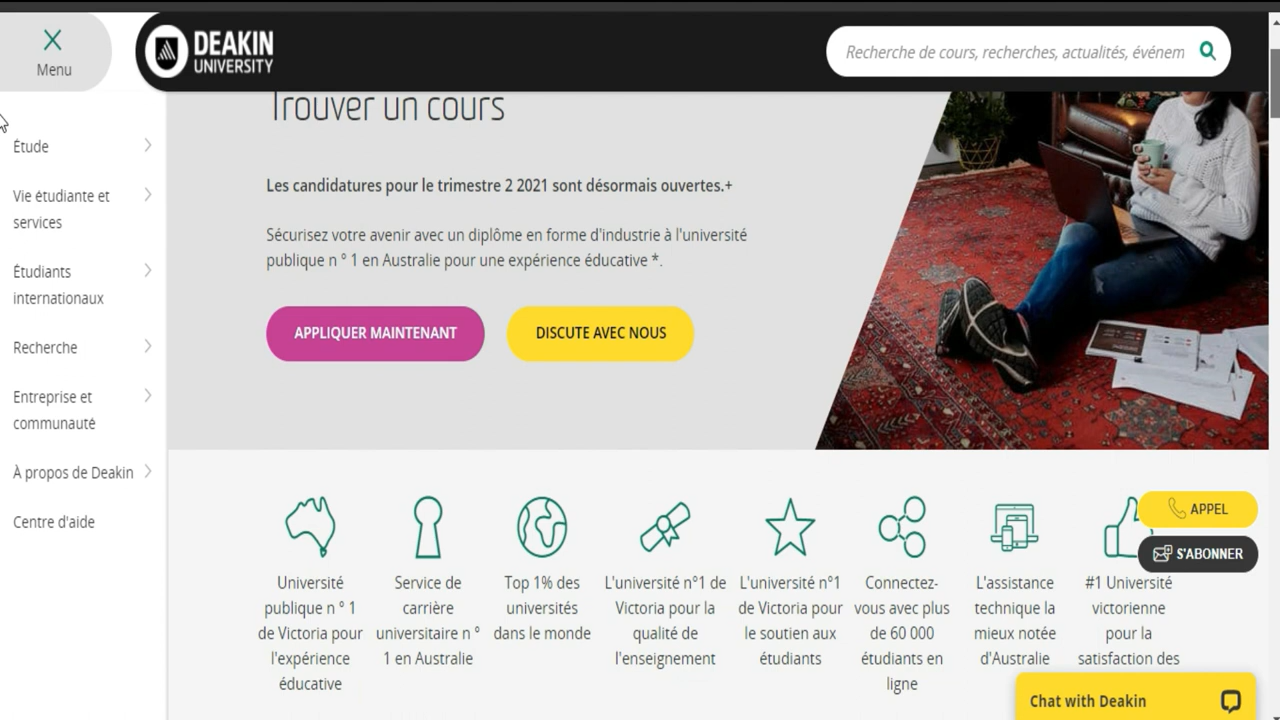 Menu
DEAKIN
UNIVERSITY
Recherche de cours, recherches, actualités, événem
Étude
Vie étudiante et
services
Étudiants
internationaux
Recherche
Entreprise et
communauté
À propos de Deakin
Centre d'aide
Trouver un cours
Les candidatures pour le trimestre 2 2021 sont désormais ouvertes.+
Sécurisez votre avenir avec un diplôme en forme d'industrie à l'université
publique n ° 1 en Australie pour une expérience éducative *.
APPLIQUER MAINTENANT
DISCUTE AVEC NOUS
Université
publique n ° 1
de Victoria pour
l'expérience
éducative
Service de
carrière
universitaire n °
1 en Australie
Top 1% des
universités
dans le monde
L'université n°1 de
Victoria pour la
qualité de
l'enseignement
L'université n°1
de Victoria pour
le soutien aux
étudiants
Connectez-
vous avec plus
de 60 000
étudiants en
ligne
L'assistance
technique la
mieux notée
d'Australie
#1 Université
victorienne
pour la
satisfaction des
APPEL
S'ABONNER
Chat with Deakin